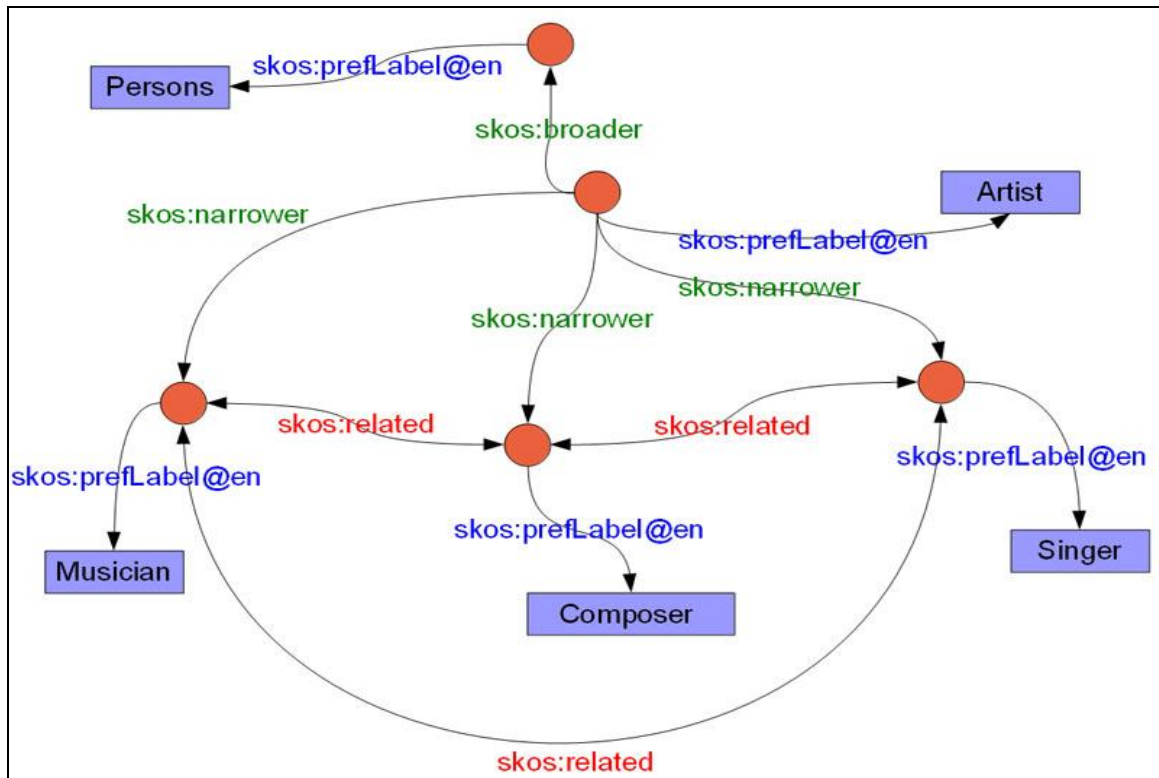 skos:prefLabel@en
Persons
skos:broader
Artist
skos:narrower
skos:prefLabel@en
skos:narrower
skos:narrower
skos:related
skos:related
skos:prefLabel@en
skos:prefLabel@en
skos:prefLabel@en
Musician
Singer
Composer
skos:related